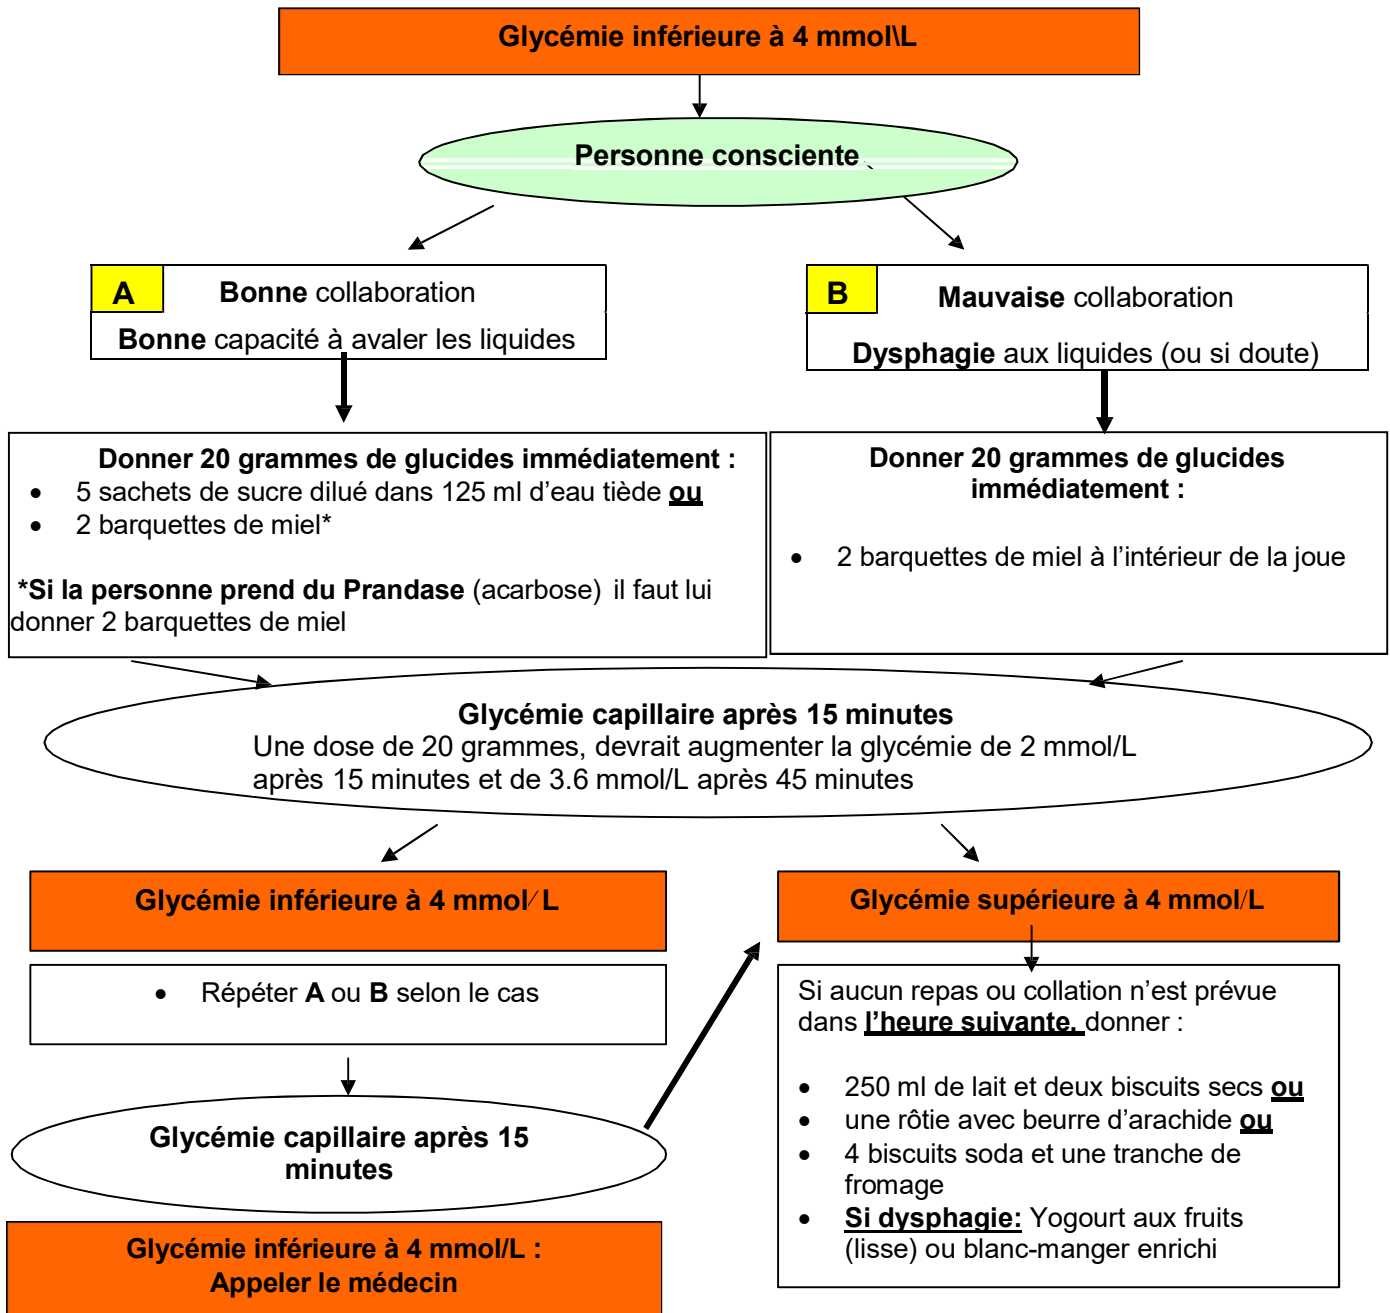 Glycémie inférieure à 4 mmol\L
Personne consciente
A
Bonne collaboration
Bonne capacité à avaler les liquides
B
Mauvaise collaboration
Dysphagie aux liquides (ou si doute)
Donner 20 grammes de glucides immédiatement :
• 5 sachets de sucre dilué dans 125 ml d’eau tiède ou
• 2 barquettes de miel*
*Si la personne prend du Prandase (acarbose) il faut lui
donner 2 barquettes de miel
Donner 20 grammes de glucides
immédiatement :
• 2 barquettes de miel à l’intérieur de la joue
Glycémie capillaire après 15 minutes
Une dose de 20 grammes, devrait augmenter la glycémie de 2 mmol/L
après 15 minutes et de 3.6 mmol/L après 45 minutes
Glycémie inférieure à 4 mmol/ L
• Répéter A ou B selon le cas
Glycémie capillaire après 15
minutes
Glycémie inférieure à 4 mmol/L :
Appeler le médecin
Glycémie supérieure à 4 mmol/L
Si aucun repas ou collation n’est prévue
dans l’heure suivante, donner :
• 250 ml de lait et deux biscuits secs ou
• une rôtie avec beurre d’arachide ou
• 4 biscuits soda et une tranche de
fromage
• Si dysphagie: Yogourt aux fruits
(lisse) ou blanc-manger enrichi